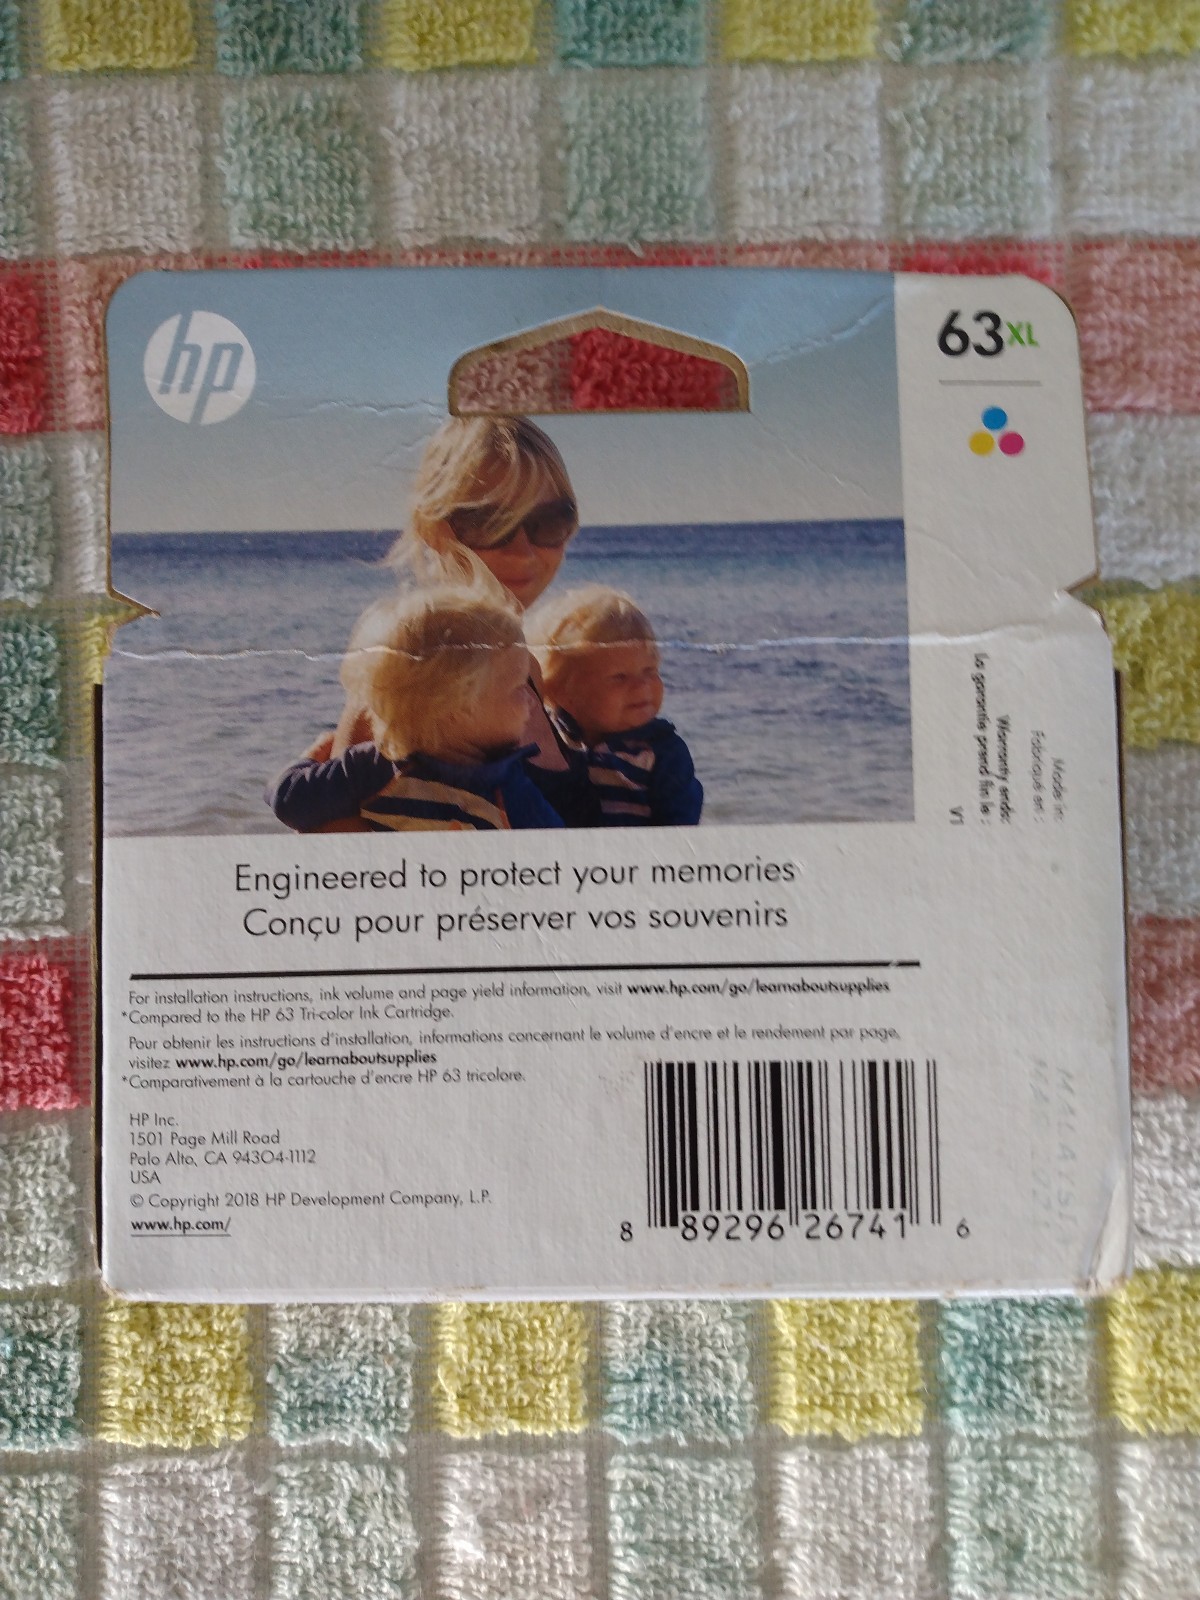 hp
63XL
Made in:
Fabriqué en :
Warranty ends:
La garantie prend fin le :
V1
Engineered to protect your memories
Conçu pour préserver vos souvenirs
For installation instructions, ink volume and page yield information, visit www.hp.com/go/learnaboutsupplies
*Compared to the HP 63 Tri-color Ink Cartridge.
Pour obtenir les instructions d'installation, informations concernant le volume d'encre et le rendement par page,
visitez www.hp.com/go/learnaboutsupplies
*Comparativement à la cartouche d'encre HP 63 tricolore.
HP Inc.
1501 Page Mill Road
Palo Alto, CA 94304-1112
USA
© Copyright 2018 HP Development Company, L.P.
www.hp.com/
8 89296 26741 6
MALAYSIA